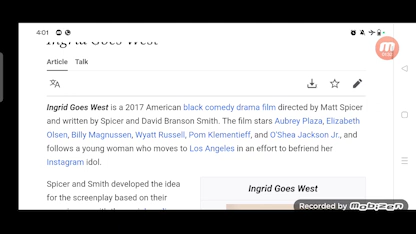 4:01
Ingrid Goes West
Article Talk
Ingrid Goes West is a 2017 American black comedy drama film directed by Matt Spicer
and written by Spicer and David Branson Smith. The film stars Aubrey Plaza, Elizabeth
Olsen, Billy Magnussen, Wyatt Russell, Pom Klementieff, and O'Shea Jackson Jr., and
follows a young woman who moves to Los Angeles in an effort to befriend her
Instagram idol.
Spicer and Smith developed the idea
for the screenplay based on their
Ingrid Goes West
Recorded by Mobizen